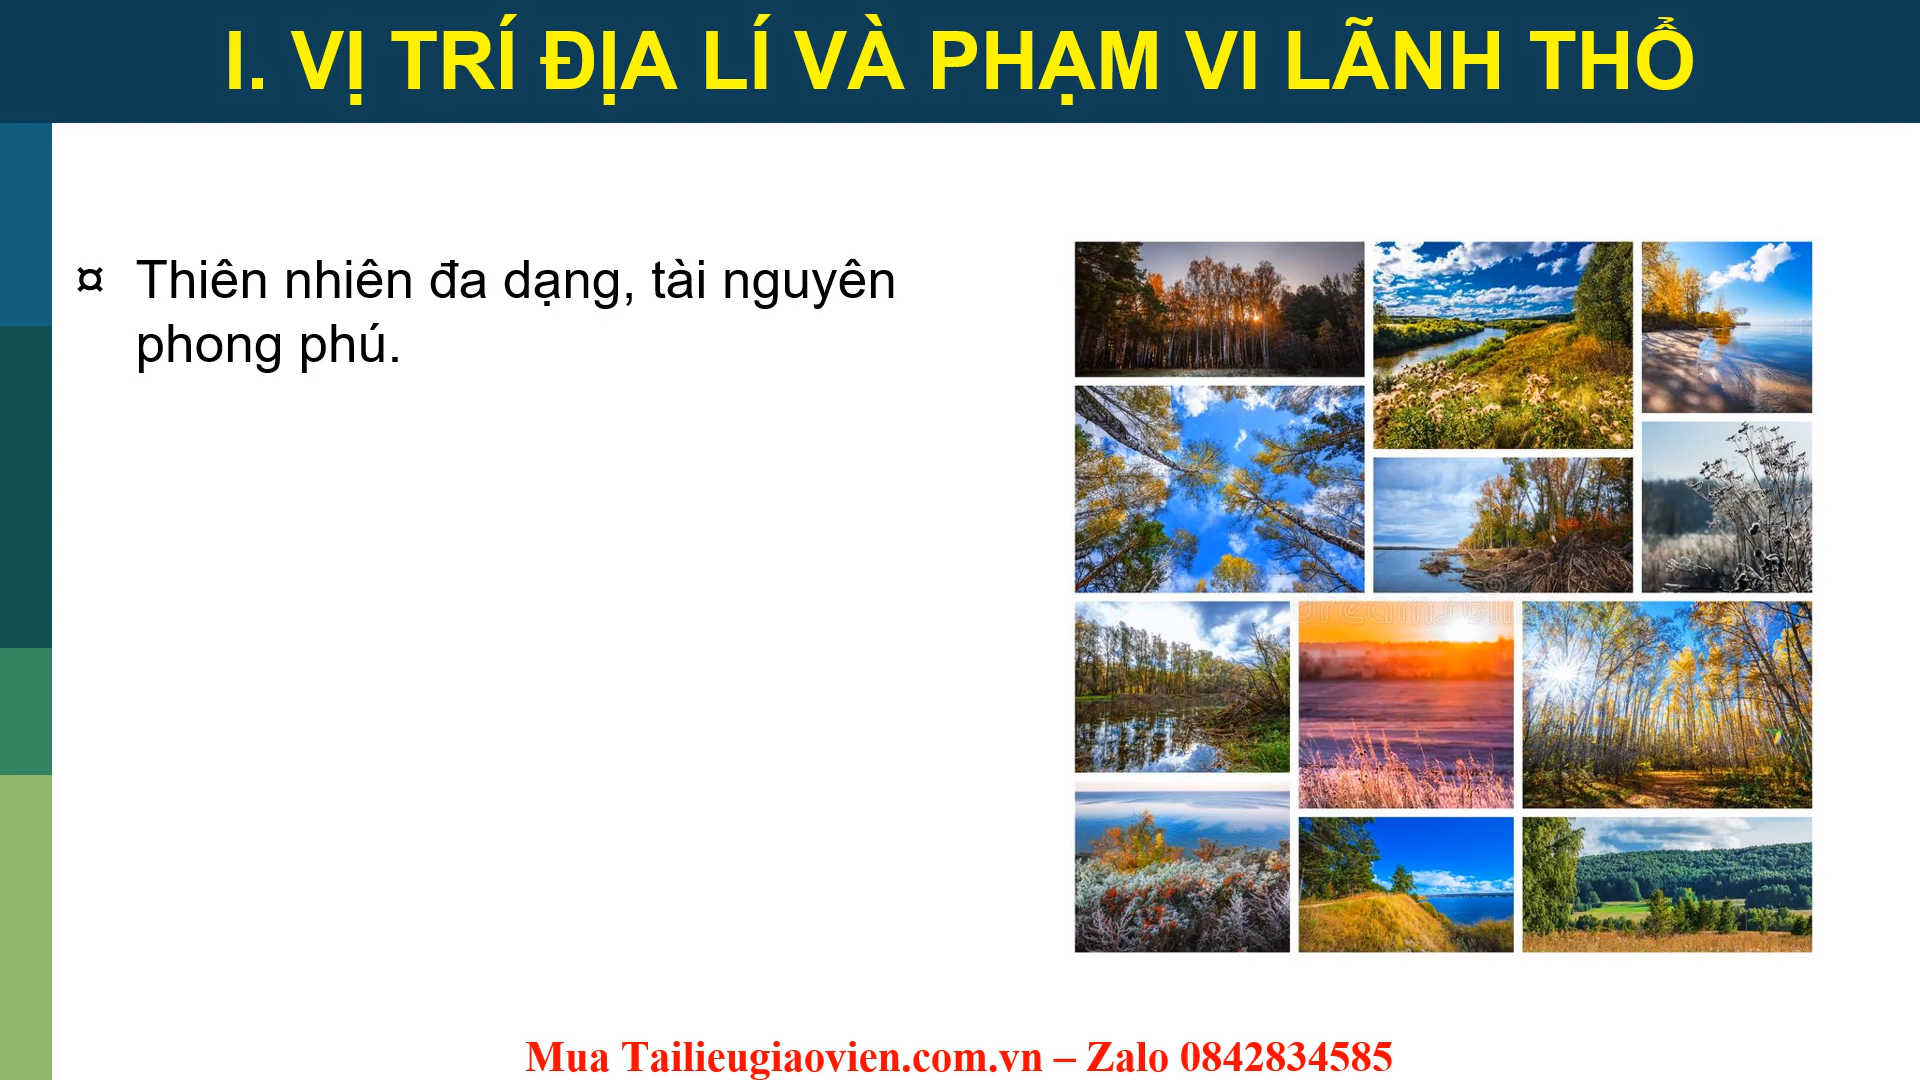 I. VỊ TRÍ ĐỊA LÍ VÀ PHẠM VI LÃNH THỔ
¤ Thiên nhiên đa dạng, tài nguyên
phong phú.
dreamstime
Mua Tailieugiaovien.com.vn – Zalo 0842834585